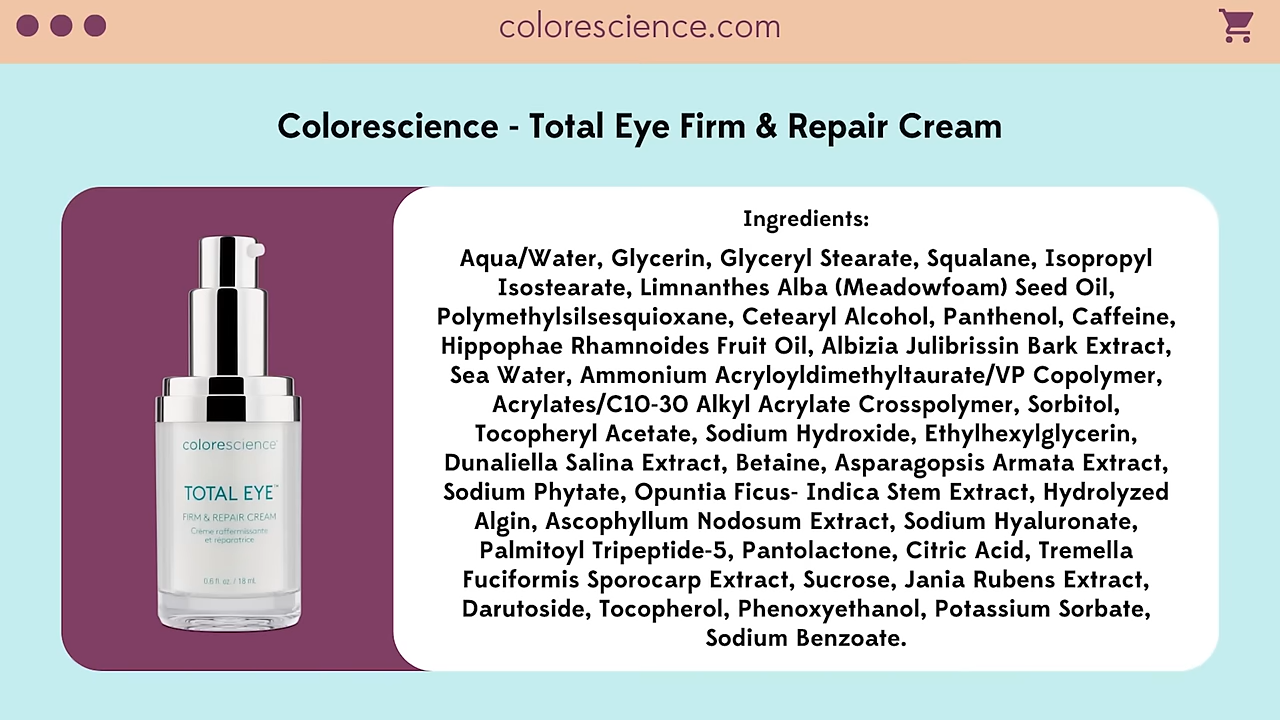 colorescience.com
Colorescience - Total Eye Firm & Repair Cream
colorescience
TOTAL EYE™
FIRM & REPAIR CREAM
Crème raffermissante
et réparatrice
0.6 fl. oz. / 18 mL
Ingredients:
Aqua/Water, Glycerin, Glyceryl Stearate, Squalane, Isopropyl
Isostearate, Limnanthes Alba (Meadowfoam) Seed Oil,
Polymethylsilsesquioxane, Cetearyl Alcohol, Panthenol, Caffeine,
Hippophae Rhamnoides Fruit Oil, Albizia Julibrissin Bark Extract,
Sea Water, Ammonium Acryloyldimethyltaurate/VP Copolymer,
Acrylates/C10-30 Alkyl Acrylate Crosspolymer, Sorbitol,
Tocopheryl Acetate, Sodium Hydroxide, Ethylhexylglycerin,
Dunaliella Salina Extract, Betaine, Asparagopsis Armata Extract,
Sodium Phytate, Opuntia Ficus- Indica Stem Extract, Hydrolyzed
Algin, Ascophyllum Nodosum Extract, Sodium Hyaluronate,
Palmitoyl Tripeptide-5, Pantolactone, Citric Acid, Tremella
Fuciformis Sporocarp Extract, Sucrose, Jania Rubens Extract,
Darutoside, Tocopherol, Phenoxyethanol, Potassium Sorbate,
Sodium Benzoate.